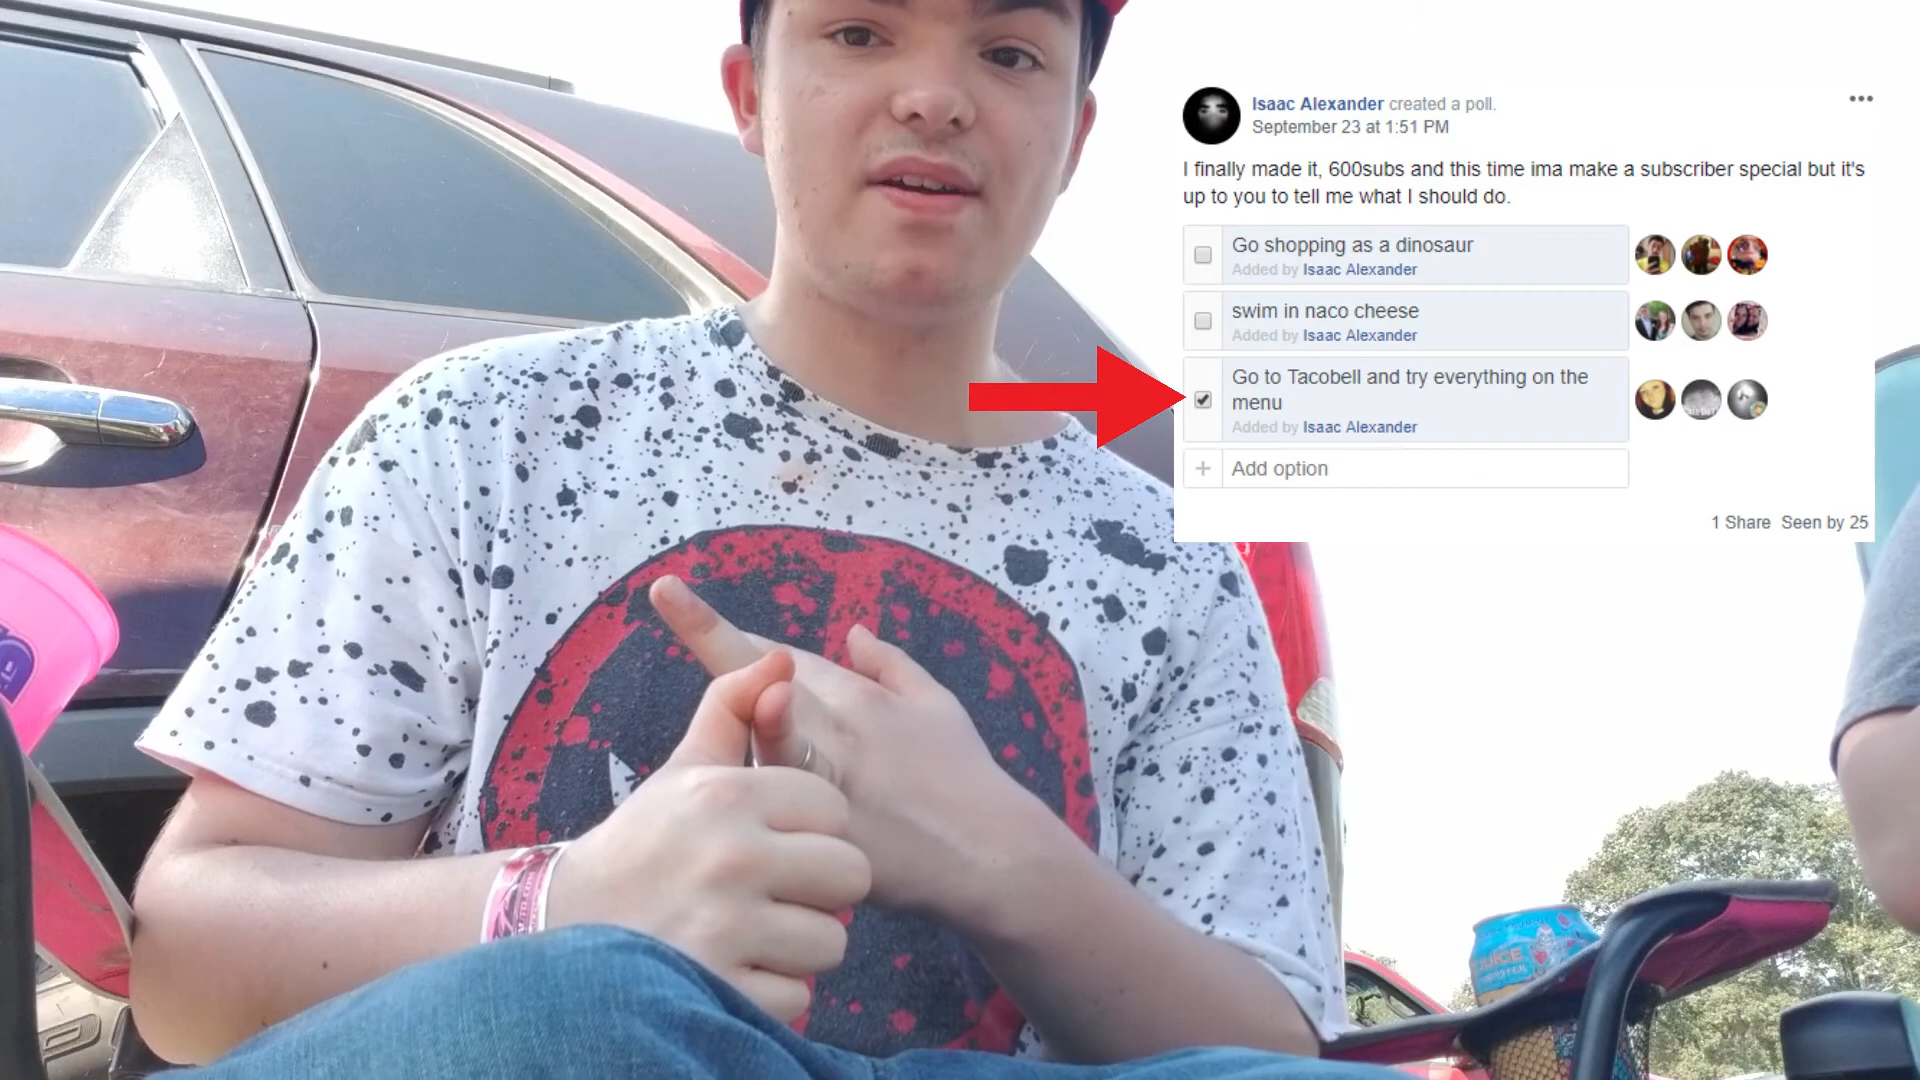 Isaac Alexander created a poll.
September 23 at 1:51 PM
I finally made it, 600subs and this time ima make a subscriber special but it's
up to you to tell me what I should do.
Go shopping as a dinosaur
Added by Isaac Alexander
swim in naco cheese
Added by Isaac Alexander
Go to Tacobell and try everything on the
menu
Added by Isaac Alexander
+ Add option
1 Share Seen by 25
JUICE